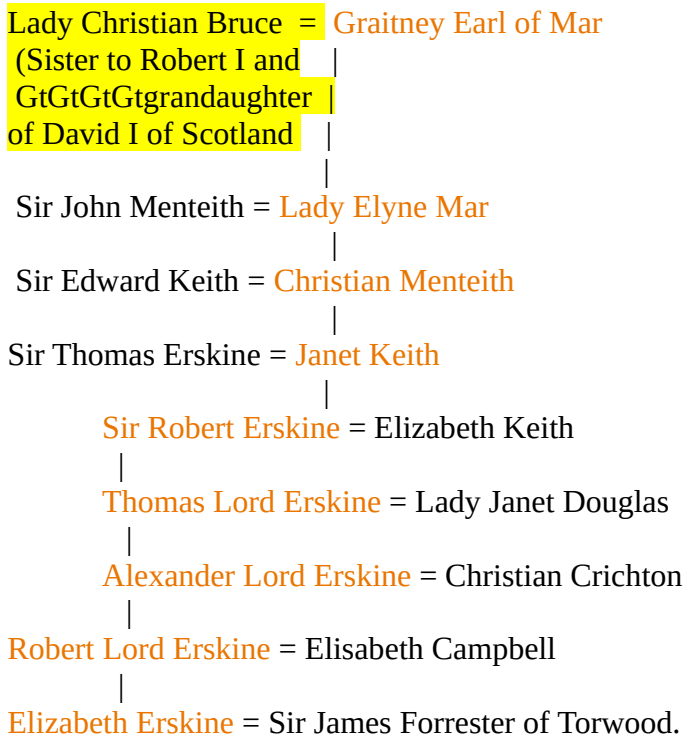 Lady Christian Bruce = Graitney Earl of Mar
(Sister to Robert I and |
GtGtGtGtgrandaughter |
of David I of Scotland |
|
Sir John Menteith = Lady Elyne Mar
|
Sir Edward Keith = Christian Menteith
|
Sir Thomas Erskine = Janet Keith
|
Sir Robert Erskine = Elizabeth Keith
|
Thomas Lord Erskine = Lady Janet Douglas
|
Alexander Lord Erskine = Christian Crichton
|
Robert Lord Erskine = Elisabeth Campbell
|
Elizabeth Erskine = Sir James Forrester of Torwood.